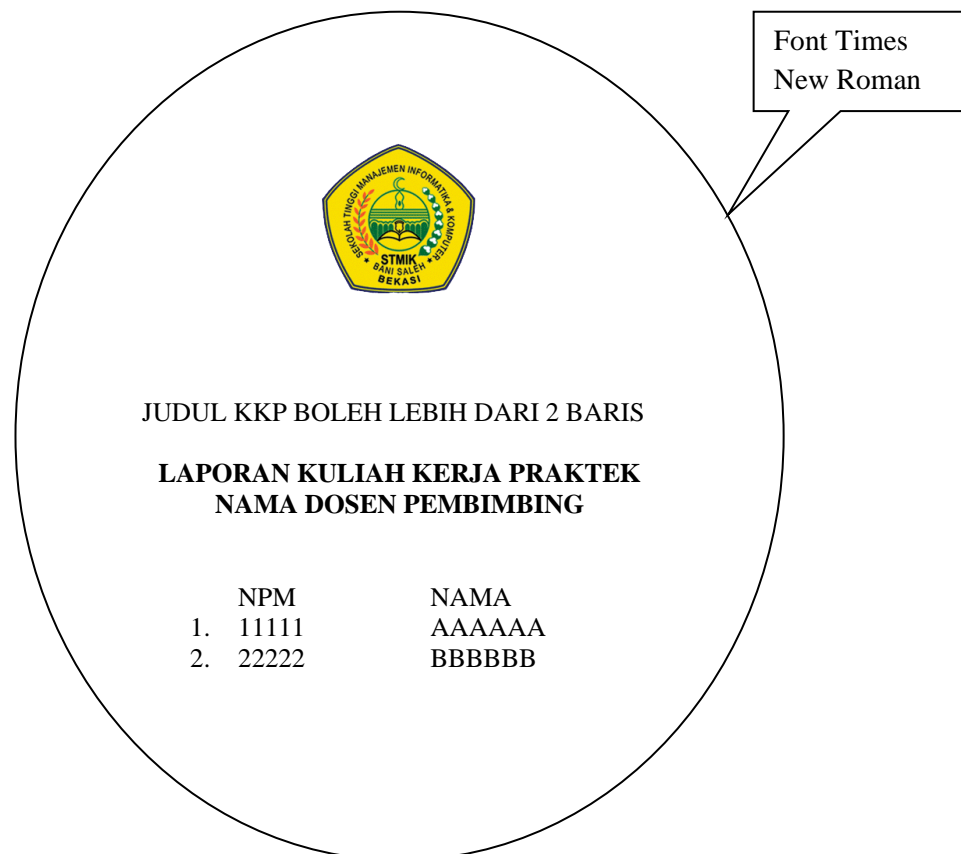 Font Times
New Roman
SEKOLAH TINGGI MANAJEMEN INFORMATIKA & KOMPUTER
STMIK
BANI SALEH
BEKASI
JUDUL KKP BOLEH LEBIH DARI 2 BARIS
LAPORAN KULIAH KERJA PRAKTEK
NAMA DOSEN PEMBIMBING
NPM NAMA
1. 11111 AAAAAA
2. 22222 BBBBBB